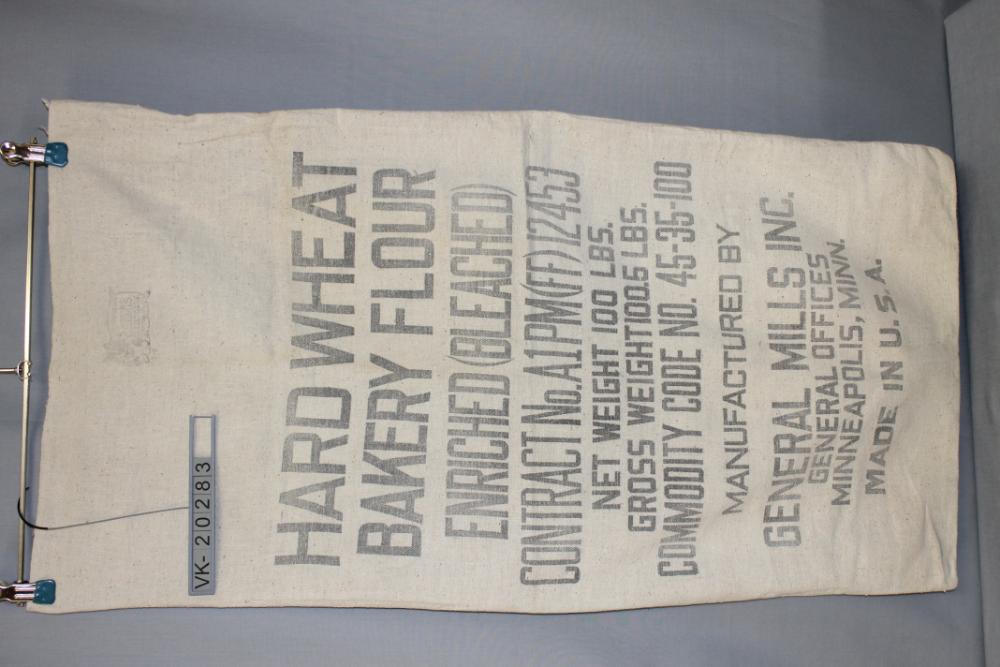 VK-20283
HARD WHEAT
BAKERY FLOUR
ENRICHED (BLEACHED)
CONTRACT No. A1PM(FF)12453
NET WEIGHT 100 LBS.
GROSS WEIGHT 100.6 LBS.
COMMODITY CODE NO. 45-35-100
MANUFACTURED BY
GENERAL MILLS INC.
GENERAL OFFICES
MINNEAPOLIS, MINN.
MADE IN U.S.A.